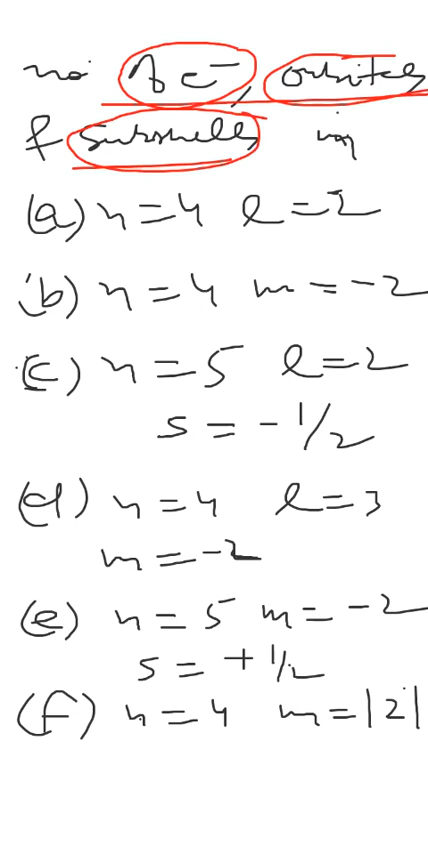 no. of e⁻, orbitals
& subshells in
(a) n=4 l=2
(b) n=4 m=-2
(c) n=5 l=2
s=-1/2
(d) n=4 l=3
m=-2
(e) n=5 m=-2
s=+1/2
(f) n=4 m=|2|